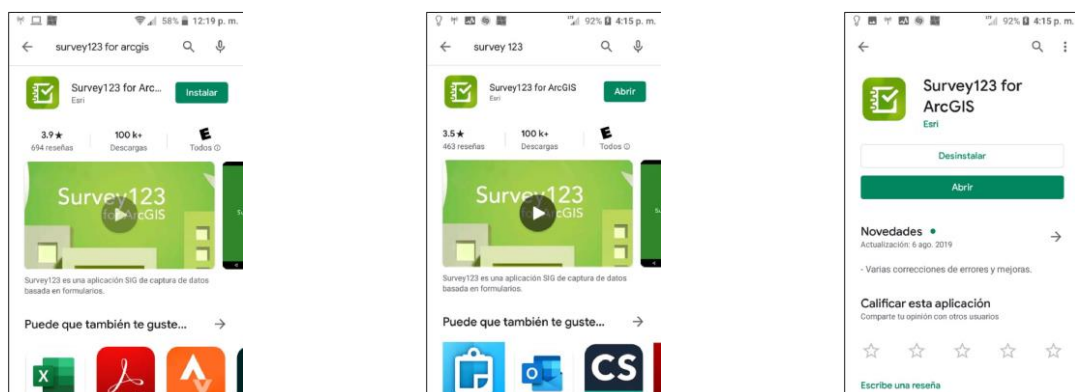 58% 12:19 p. m.
survey123 for arcgis
Survey123 for Arc...
Esri
Instalar
3.9★
694 reseñas
100 k+
Descargas
E
Todos
Survey123
for ArcGIS
Survey123 es una aplicación SIG de captura de datos
basada en formularios.
Puede que también te guste...
X
92% 4:15 p. m.
survey 123
Survey123 for ArcGIS
Esri
Abrir
3.5★
463 reseñas
100 k+
Descargas
E
Todos
Survey123
for ArcGIS
Survey123 es una aplicación SIG de captura de datos
basada en formularios.
Puede que también te guste...
CS
92% 4:15 p. m.
Survey123 for
ArcGIS
Esri
Desinstalar
Abrir
Novedades
Actualización: 6 ago. 2019
- Varias correcciones de errores y mejoras.
Calificar esta aplicación
Comparte tu opinión con otros usuarios
Escribe una reseña